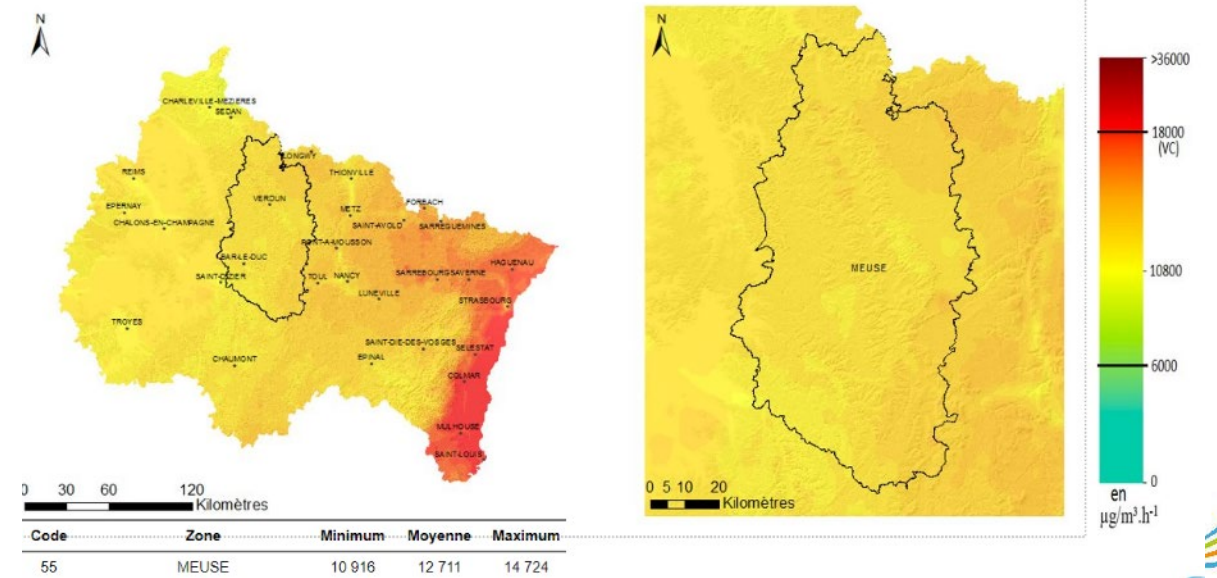 N
CHARLEVILLE-MEZIERES
SEDAN
LONGWY
REIMS
THIONVILLE
VERDUN
EPERNAY
METZ
FORBACH
CHALONS-EN-CHAMPAGNE
SAINT-AVOLD
SARREGUEMINES
PONT-A-MOUSSON
BAR-LE-DUC
HAGUENAU
SAINT-DIZIER
TOUL
NANCY
SARREBOURG
SAVERNE
LUNEVILLE
STRASBOURG
TROYES
SAINT-DIE-DES-VOSGES
SELESTAT
CHAUMONT
EPINAL
COLMAR
MULHOUSE
SAINT-LOUIS
0 30 60 120
Kilomètres
N
MEUSE
0 5 10 20
Kilomètres
>36000
18000
(VC)
10800
6000
0
en
µg/m³.h⁻¹
Code Zone Minimum Moyenne Maximum
55 MEUSE 10 916 12 711 14 724